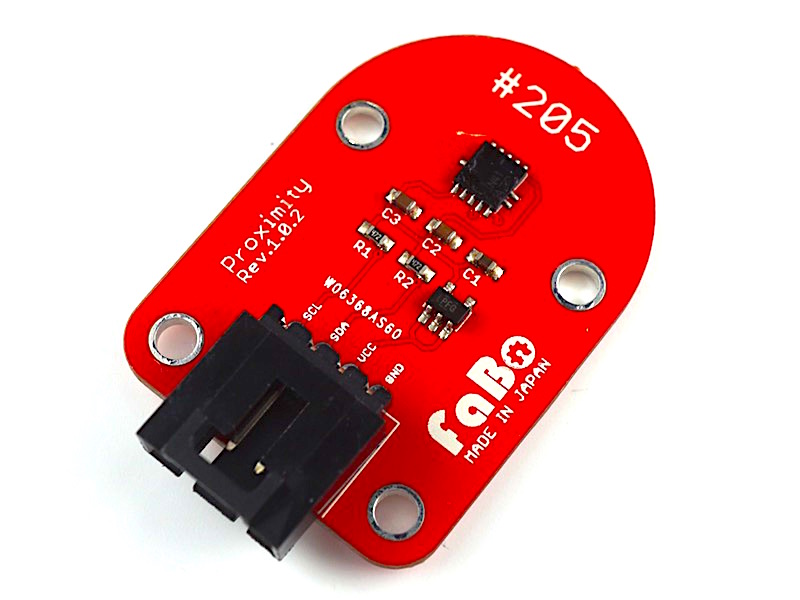 #205
Proximity
Rev.1.0.2
C3
C2
C1
R1
R2
W06368AS60
SCL
SDA
VCC
GND
FaBo
MADE IN JAPAN